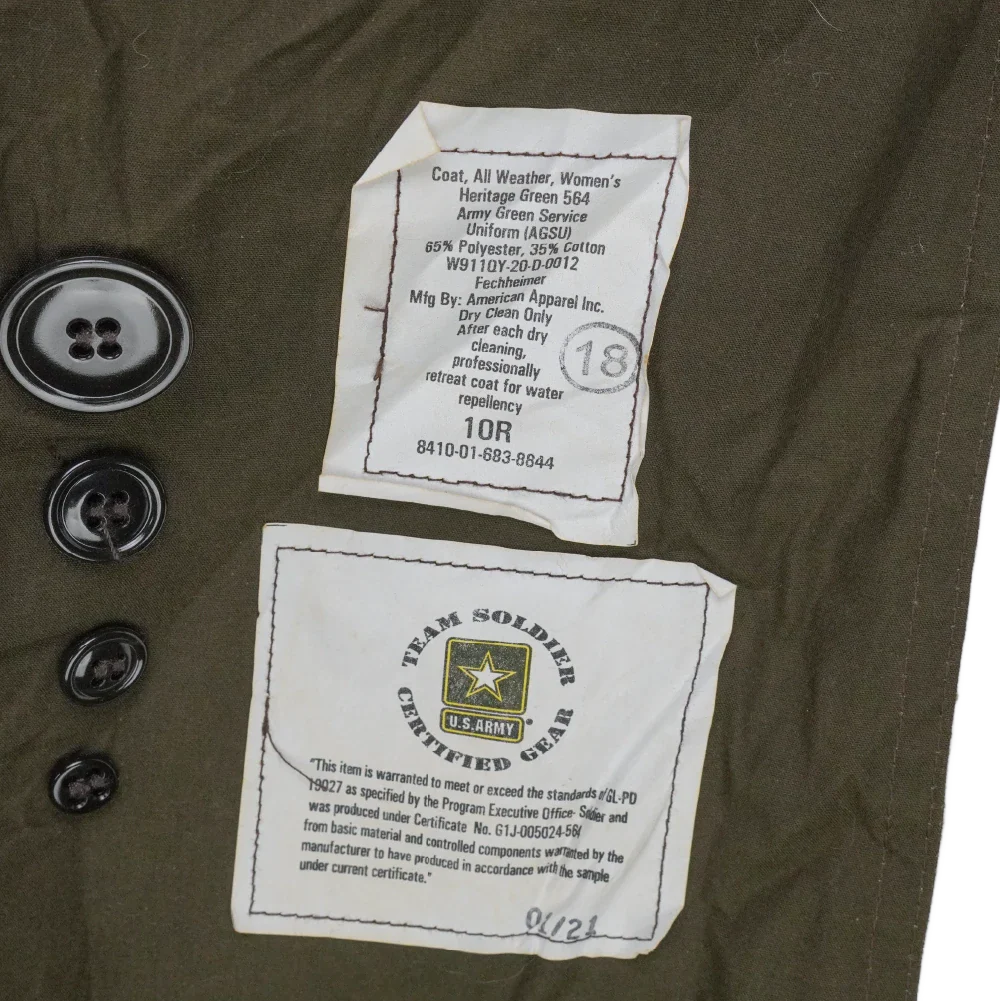 Coat, All Weather, Women's
Heritage Green 564
Army Green Service
Uniform (AGSU)
65% Polyester, 35% Cotton
W911QY-20-D-0012
Fechheimer
Mfg By: American Apparel Inc.
Dry Clean Only
After each dry
cleaning,
professionally
retreat coat for water
repellency
18
10R
8410-01-683-8844
TEAM SOLDIER
U.S.ARMY
CERTIFIED GEAR
"This item is warranted to meet or exceed the standards of GL-PD
19027 as specified by the Program Executive Office- Soldier and
was produced under Certificate No. G1J-005024-564
from basic material and controlled components warranted by the
manufacturer to have produced in accordance with the sample
under current certificate."